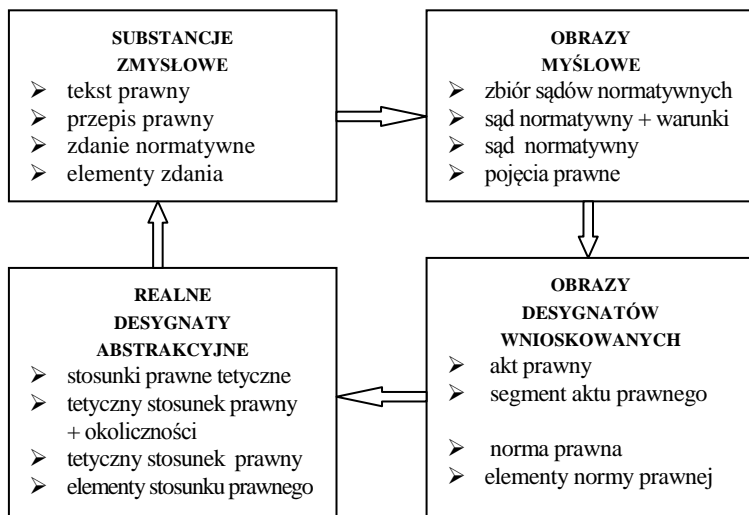 SUBSTANCJE
ZMYSŁOWE
➢ tekst prawny
➢ przepis prawny
➢ zdanie normatywne
➢ elementy zdania
OBRAZY
MYŚLOWE
➢ zbiór sądów normatywnych
➢ sąd normatywny + warunki
➢ sąd normatywny
➢ pojęcia prawne
REALNE
DESYGNATY
ABSTRAKCYJNE
➢ stosunki prawne tetyczne
➢ tetyczny stosunek prawny
+ okoliczności
➢ tetyczny stosunek prawny
➢ elementy stosunku prawnego
OBRAZY
DESYGNATÓW
WNIOSKOWANYCH
➢ akt prawny
➢ segment aktu prawnego
➢ norma prawna
➢ elementy normy prawnej